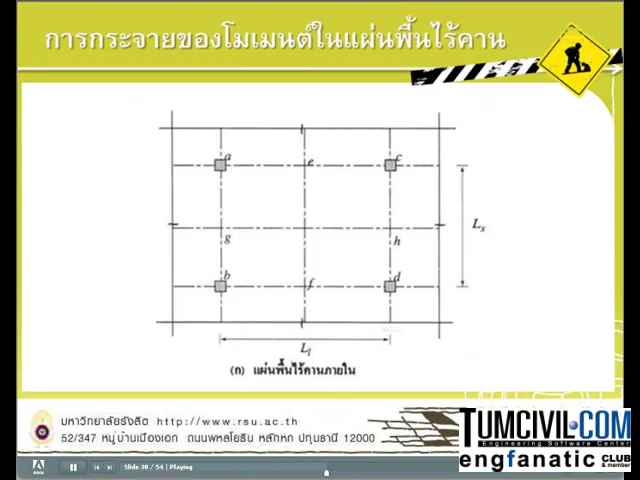 การกระจายของโมเมนต์ในแผ่นพื้นไร้คาน
a
e
c
g
h
L_s
b
f
d
L_l
(ก) แผ่นพื้นไร้คานภายใน
มหาวิทยาลัยรังสิต http://www.rsu.ac.th
52/347 หมู่บ้านเมืองเอก ถนนพหลโยธิน หลักหก ปทุมธานี 12000
TUMCIVIL.COM
Engineering Software Center
engfanatic CLUB
& member
Adobe
Slide 30 / 54 | Playing